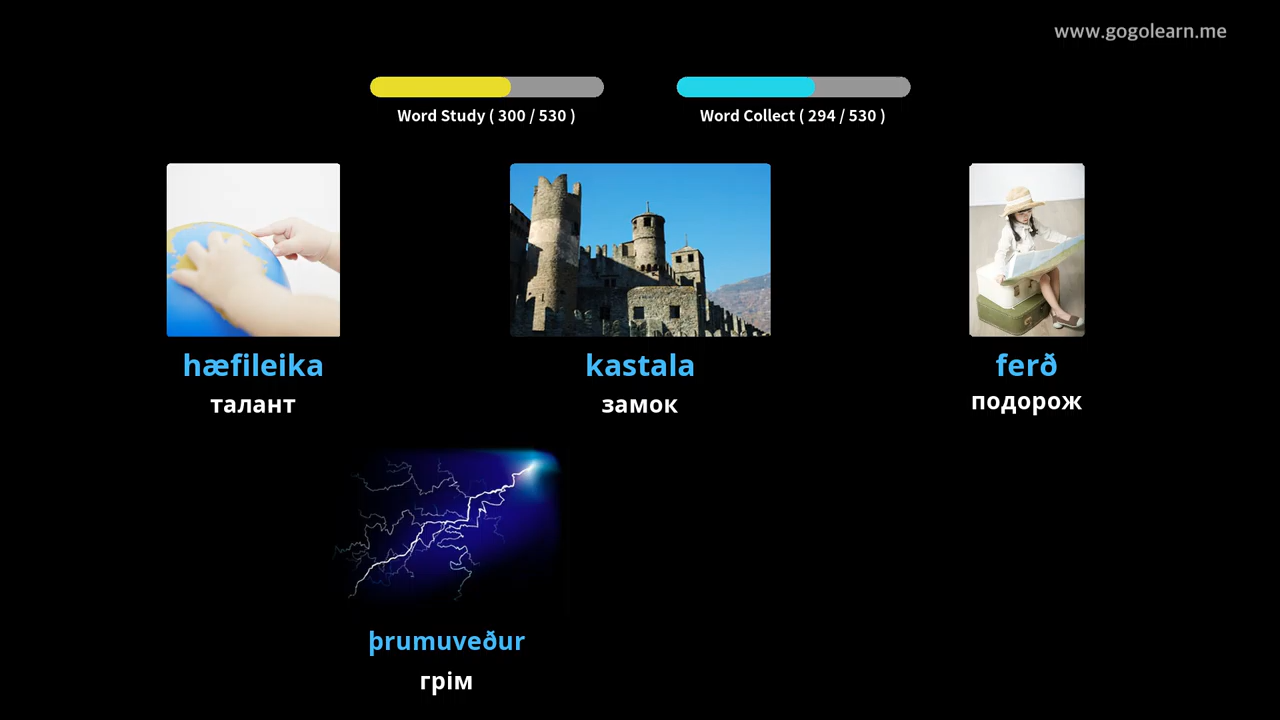 www.gogolearn.me
Word Study ( 300 / 530 )
Word Collect ( 294 / 530 )
hæfileika
талант
kastala
замок
ferð
подорож
þrumuveður
грім